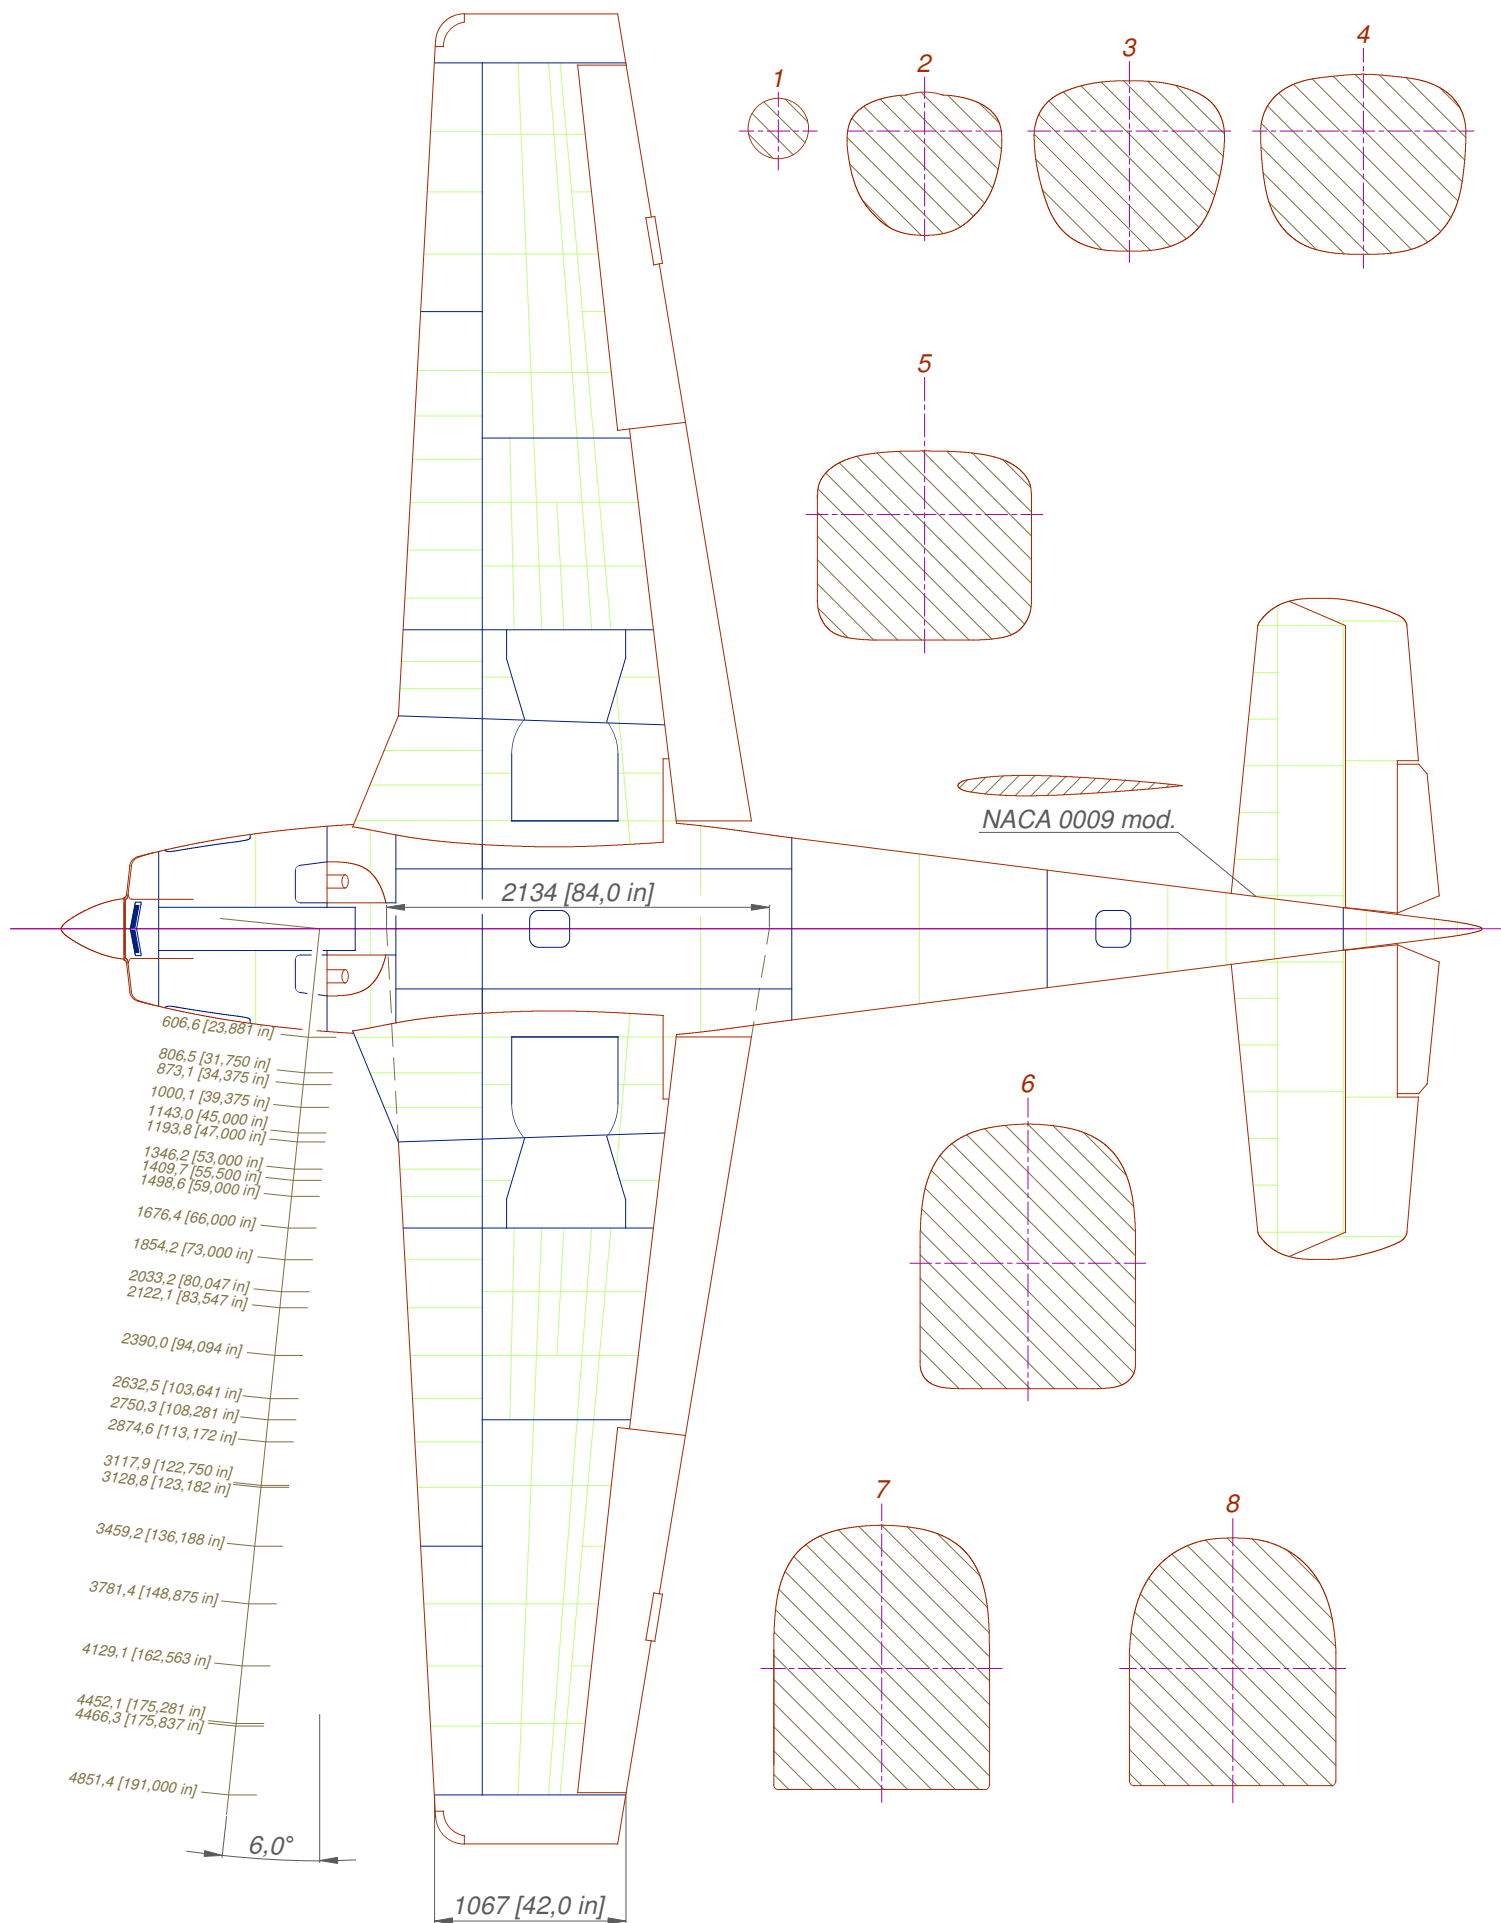 1
2
3
4
5
NACA 0009 mod.
2134 [84,0 in]
606,6 [23,881 in]
806,5 [31,750 in]
873,1 [34,375 in]
1000,1 [39,375 in]
1143,0 [45,000 in]
1193,8 [47,000 in]
1346,2 [53,000 in]
1409,7 [55,500 in]
1498,6 [59,000 in]
1676,4 [66,000 in]
1854,2 [73,000 in]
2033,2 [80,047 in]
2122,1 [83,547 in]
2390,0 [94,094 in]
2632,5 [103,641 in]
2750,3 [108,281 in]
2874,6 [113,172 in]
3117,9 [122,750 in]
3128,8 [123,182 in]
3459,2 [136,188 in]
3781,4 [148,875 in]
4129,1 [162,563 in]
4452,1 [175,281 in]
4466,3 [175,837 in]
4851,4 [191,000 in]
6
7
8
6,0°
1067 [42,0 in]